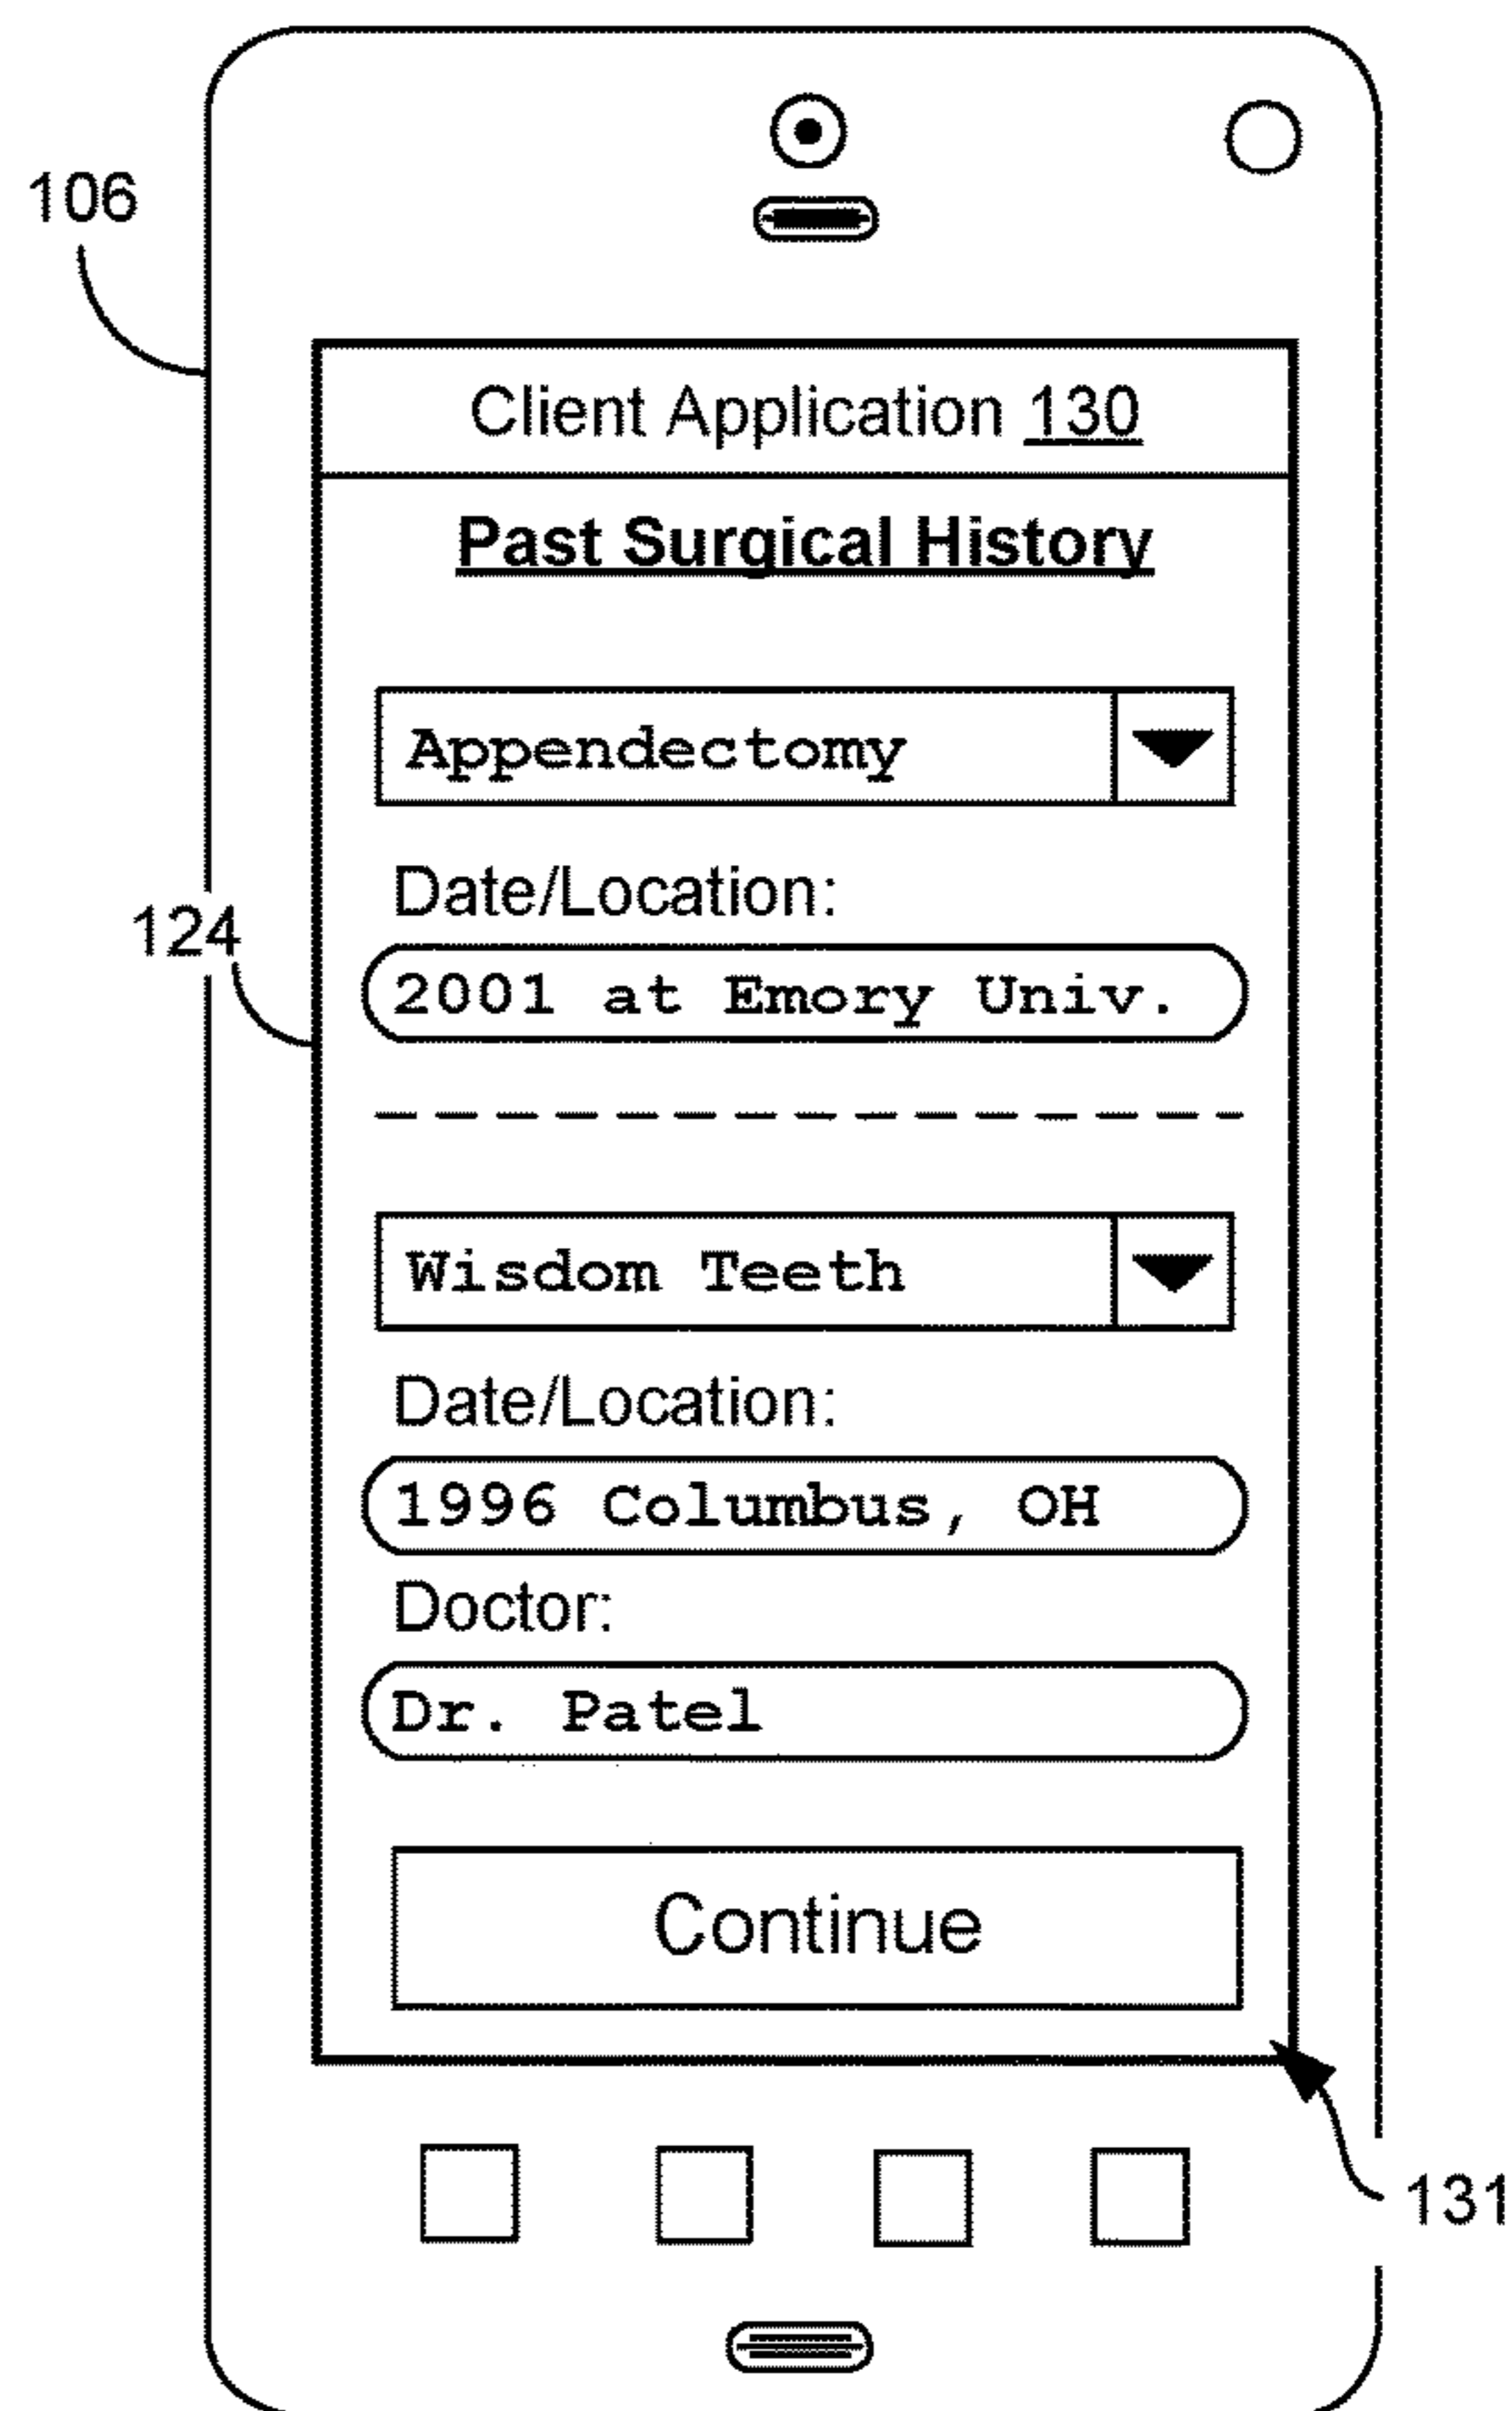 106
Client Application 130
Past Surgical History
Appendectomy
Date/Location:
124
2001 at Emory Univ.
Wisdom Teeth
Date/Location:
1996 Columbus, OH
Doctor:
Dr. Patel
Continue
131